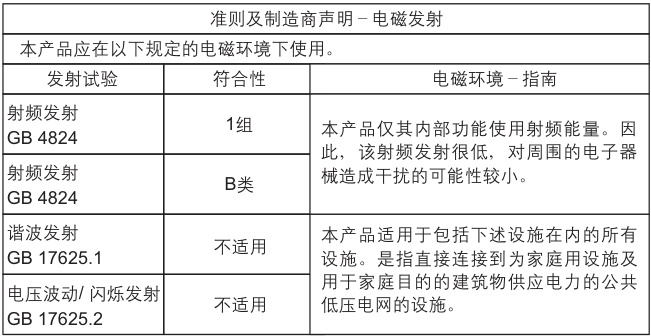 准则及制造商声明－电磁发射
本产品应在以下规定的电磁环境下使用。
发射试验 符合性 电磁环境－指南
射频发射
GB 4824
1组
本产品仅其内部功能使用射频能量。因
此，该射频发射很低，对周围的电子器
械造成干扰的可能性较小。
射频发射
GB 4824
B类
谐波发射
GB 17625.1
不适用
本产品适用于包括下述设施在内的所有
设施。是指直接连接到为家庭用设施及
用于家庭目的的建筑物供应电力的公共
低压电网的设施。
电压波动/ 闪烁发射
GB 17625.2
不适用